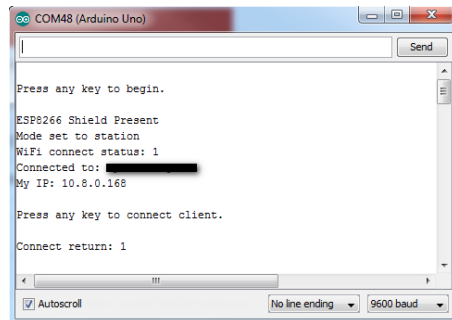 COM48 (Arduino Uno)
Send
Press any key to begin.
ESP8266 Shield Present
Mode set to station
WiFi connect status: 1
Connected to:
My IP: 10.8.0.168
Press any key to connect client.
Connect return: 1
Autoscroll
No line ending
9600 baud